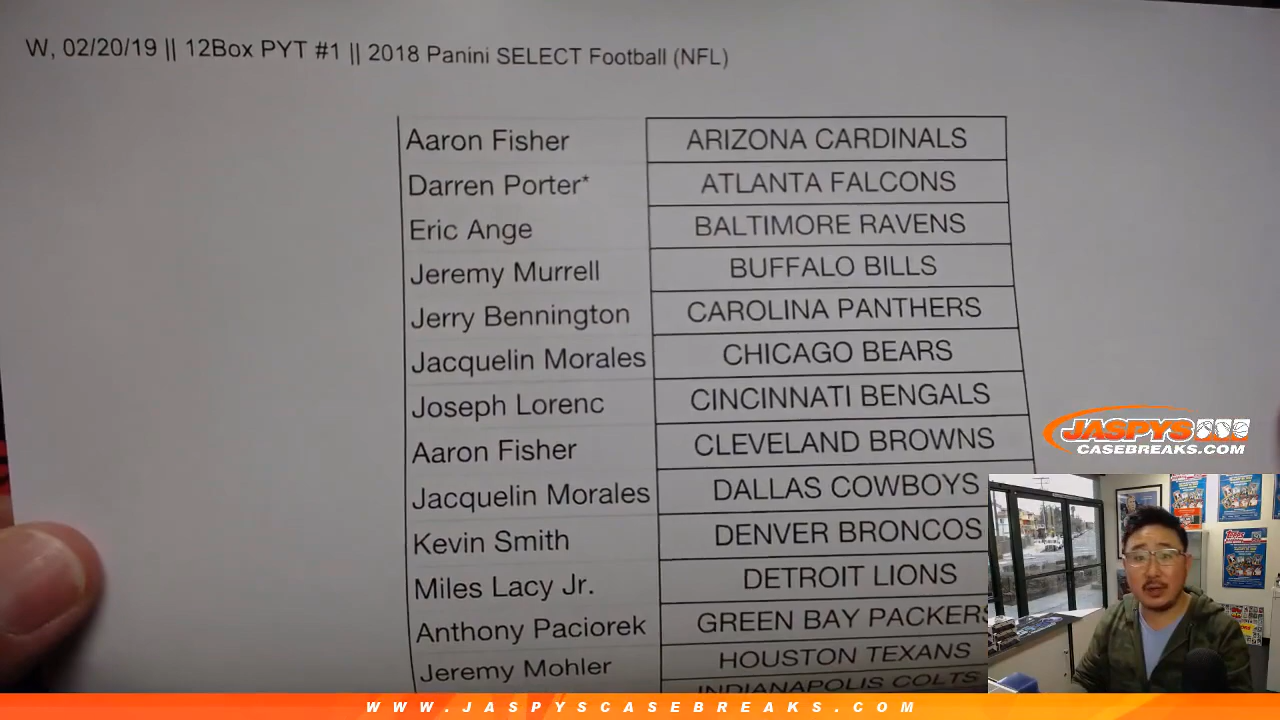 W, 02/20/19 || 12Box PYT #1 || 2018 Panini SELECT Football (NFL)
Aaron Fisher ARIZONA CARDINALS
Darren Porter* ATLANTA FALCONS
Eric Ange BALTIMORE RAVENS
Jeremy Murrell BUFFALO BILLS
Jerry Bennington CAROLINA PANTHERS
Jacquelin Morales CHICAGO BEARS
Joseph Lorenc CINCINNATI BENGALS
Aaron Fisher CLEVELAND BROWNS
Jacquelin Morales DALLAS COWBOYS
Kevin Smith DENVER BRONCOS
Miles Lacy Jr. DETROIT LIONS
Anthony Paciorek GREEN BAY PACKERS
Jeremy Mohler HOUSTON TEXANS
INDIANAPOLIS COLTS
JASPYS
CASEBREAKS.COM
TOPPS
WWW.JASPYSCASEBREAKS.COM